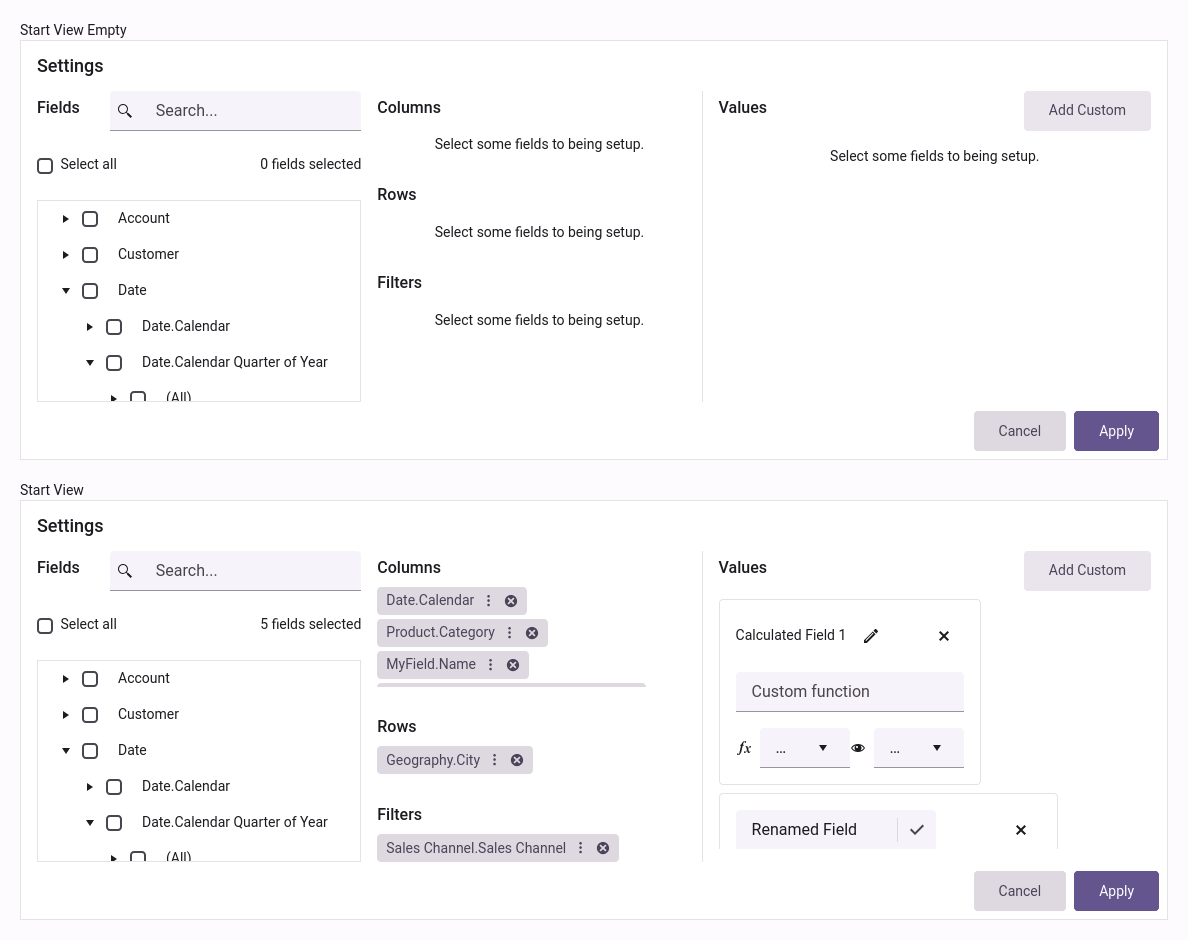 Start View Empty
Settings
Fields
Search...
Select all
0 fields selected
Account
Customer
Date
Date.Calendar
Date.Calendar Quarter of Year
(All)
Columns
Select some fields to being setup.
Rows
Select some fields to being setup.
Filters
Select some fields to being setup.
Values
Add Custom
Select some fields to being setup.
Cancel
Apply
Start View
Settings
Fields
Search...
Select all
5 fields selected
Account
Customer
Date
Date.Calendar
Date.Calendar Quarter of Year
(All)
Columns
Date.Calendar
Product.Category
MyField.Name
Rows
Geography.City
Filters
Sales Channel.Sales Channel
Values
Add Custom
Calculated Field 1
Custom function
fx
...
...
Renamed Field
Cancel
Apply